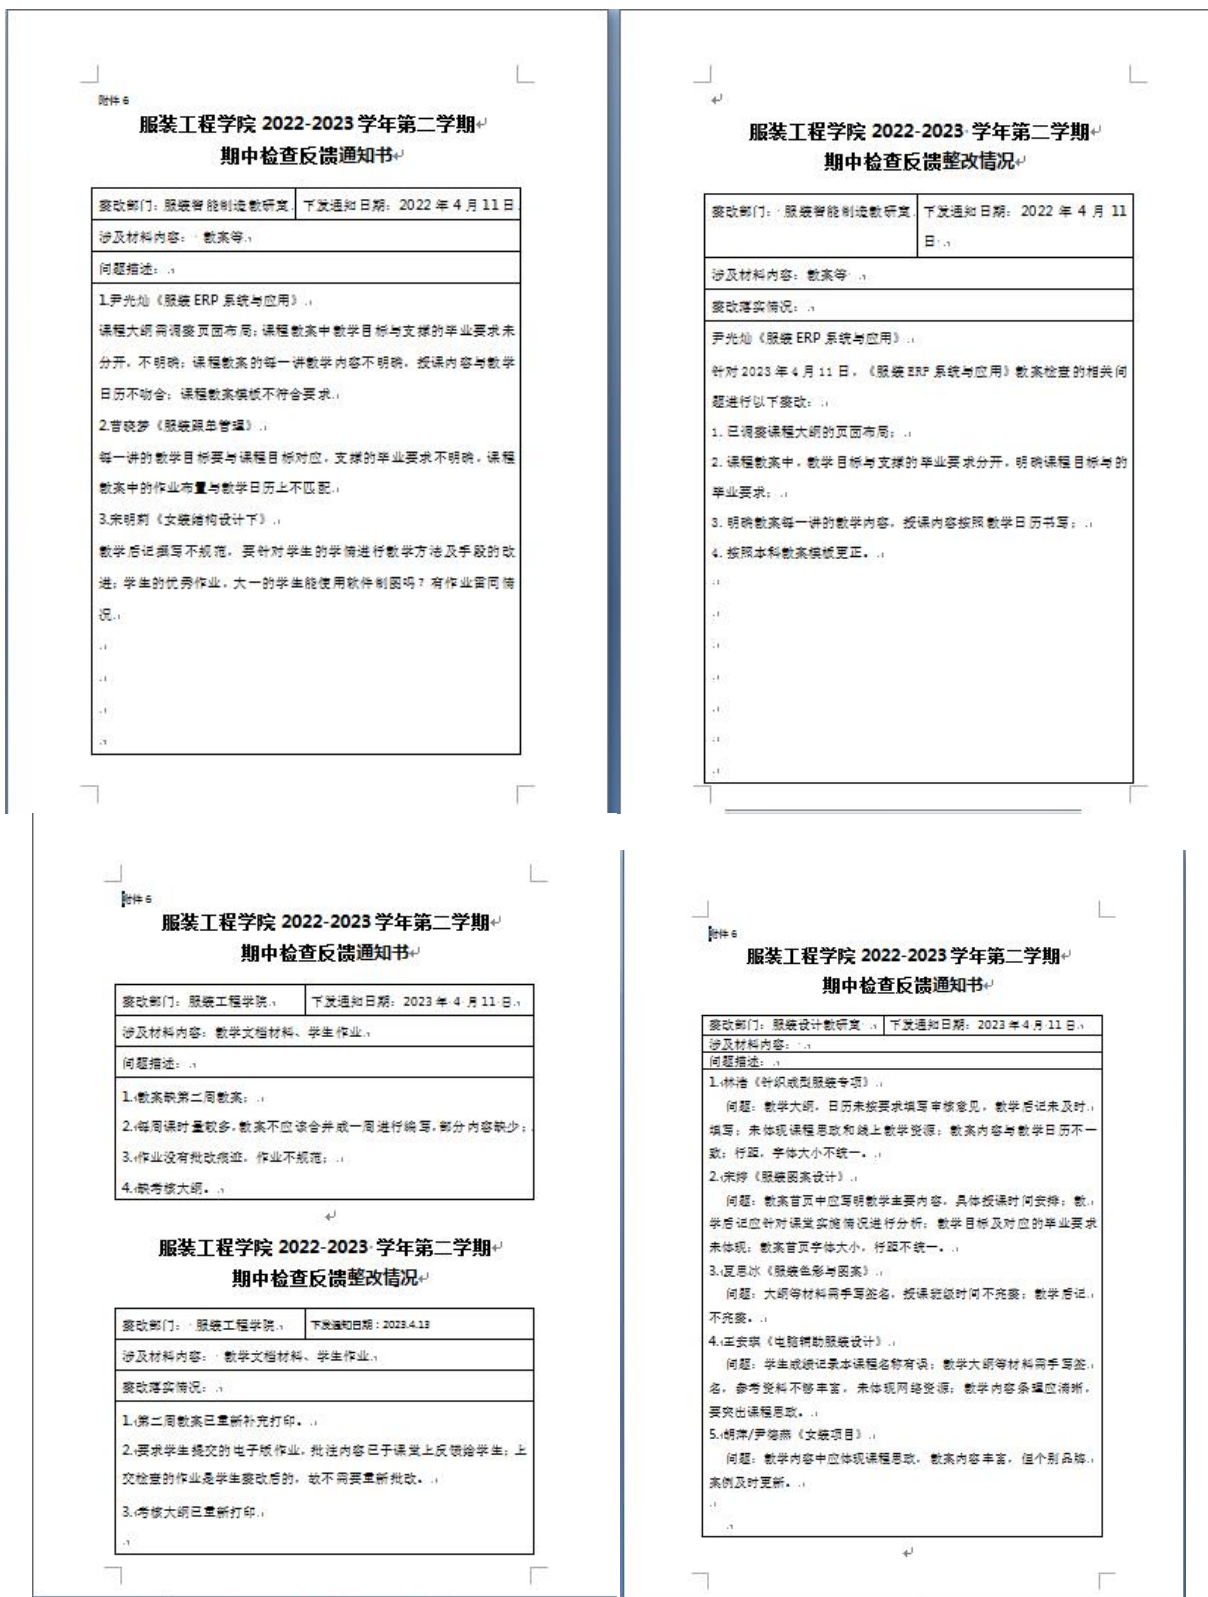 附件 6
服装工程学院 2022-2023 学年第二学期
期中检查反馈通知书
整改部门：服装智能制造教研室 下发通知日期：2022 年 4 月 11 日
涉及材料内容：教案等
问题描述：
1.尹光灿《服装 ERP 系统与应用》
课程大纲需调整页面布局；课程教案中教学目标与支撑的毕业要求未
分开，不明确；课程教案的每一讲教学内容不明确，授课内容与教学
日历不吻合；课程教案模板不符合要求
2.曹晓梦《服装跟单管理》
每一讲的教学目标要与课程目标对应，支撑的毕业要求不明确，课程
教案中的作业布置与教学日历上不匹配
3.宋明莉《女装结构设计下》
教学后记撰写不规范，要针对学生的学情进行教学方法及手段的改
进；学生的优秀作业，大一的学生能使用软件制图吗？有作业雷同情
况
服装工程学院 2022-2023 学年第二学期
期中检查反馈整改情况
整改部门：服装智能制造教研室 下发通知日期：2022 年 4 月 11
日
涉及材料内容：教案等
整改落实情况：
尹光灿《服装 ERP 系统与应用》
针对 2023 年 4 月 11 日，《服装 ERP 系统与应用》教案检查的相关问
题进行以下整改：
1. 已调整课程大纲的页面布局；
2. 课程教案中，教学目标与支撑的毕业要求分开，明确课程目标与的
毕业要求；
3. 明确教案每一讲的教学内容，授课内容按照教学日历书写；
4. 按照本科教案模板更正。
附件 6
服装工程学院 2022-2023 学年第二学期
期中检查反馈通知书
整改部门：服装工程学院 下发通知日期：2023 年 4 月 11 日
涉及材料内容：教学文档材料、学生作业
问题描述：
1.教案缺第二周教案；
2.每周课时量较多，教案不应该合并成一周进行编写，部分内容缺少；
3.作业没有批改痕迹，作业不规范；
4.缺考核大纲。
服装工程学院 2022-2023 学年第二学期
期中检查反馈整改情况
整改部门：服装工程学院 下发通知日期：2023.4.13
涉及材料内容：教学文档材料、学生作业
整改落实情况：
1.第二周教案已重新补充打印。
2.要求学生提交的电子版作业，批注内容已于课堂上反馈给学生；上
交检查的作业是学生整改后的，故不需要重新批改。
3.考核大纲已重新打印
附件 6
服装工程学院 2022-2023 学年第二学期
期中检查反馈通知书
整改部门：服装设计教研室 下发通知日期：2023 年 4 月 11 日
涉及材料内容：
问题描述：
1.林洁《针织成型服装专项》
问题：教学大纲，日历未按要求填写审核意见，教学后记未及时
填写；未体现课程思政和线上教学资源；教案内容与教学日历不一
致；行距，字体大小不统一。
2.宋婷《服装图案设计》
问题：教案首页中应写明教学主要内容，具体授课时间安排；教
学后记应针对课堂实施情况进行分析；教学目标及对应的毕业要求
未体现；教案首页字体大小，行距不统一。
3.夏思冰《服装色彩与图案》
问题：大纲等材料需手写签名，授课班级时间不完整；教学后记
不完整。
4.王安琪《电脑辅助服装设计》
问题：学生成绩记录本课程名称有误；教学大纲等材料需手写签
名，参考资料不够丰富，未体现网络资源；教学内容条理应清晰，
要突出课程思政。
5.胡萍/尹德燕《女装项目》
问题：教学内容中应体现课程思政，教案内容丰富，但个别品牌
案例及时更新。